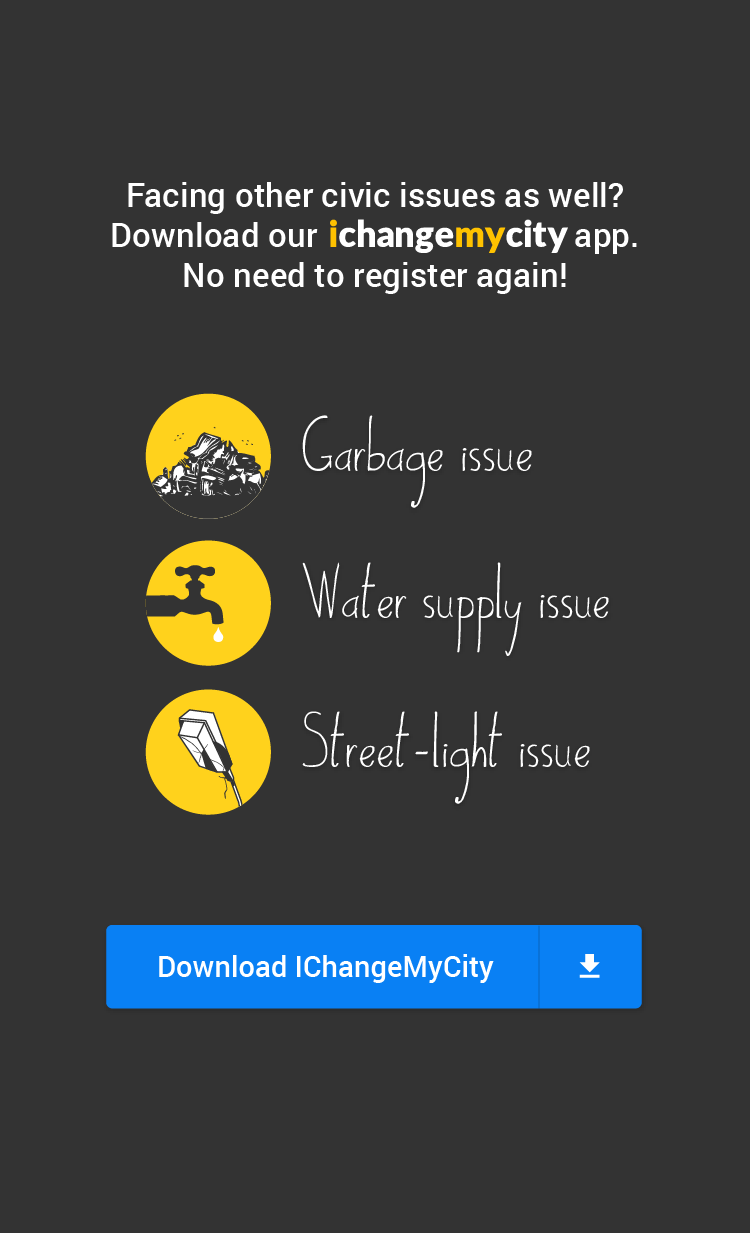 Facing other civic issues as well?
Download our ichangemycity app.
No need to register again!
Garbage issue
Water supply issue
Street-light issue
Download IChangeMyCity